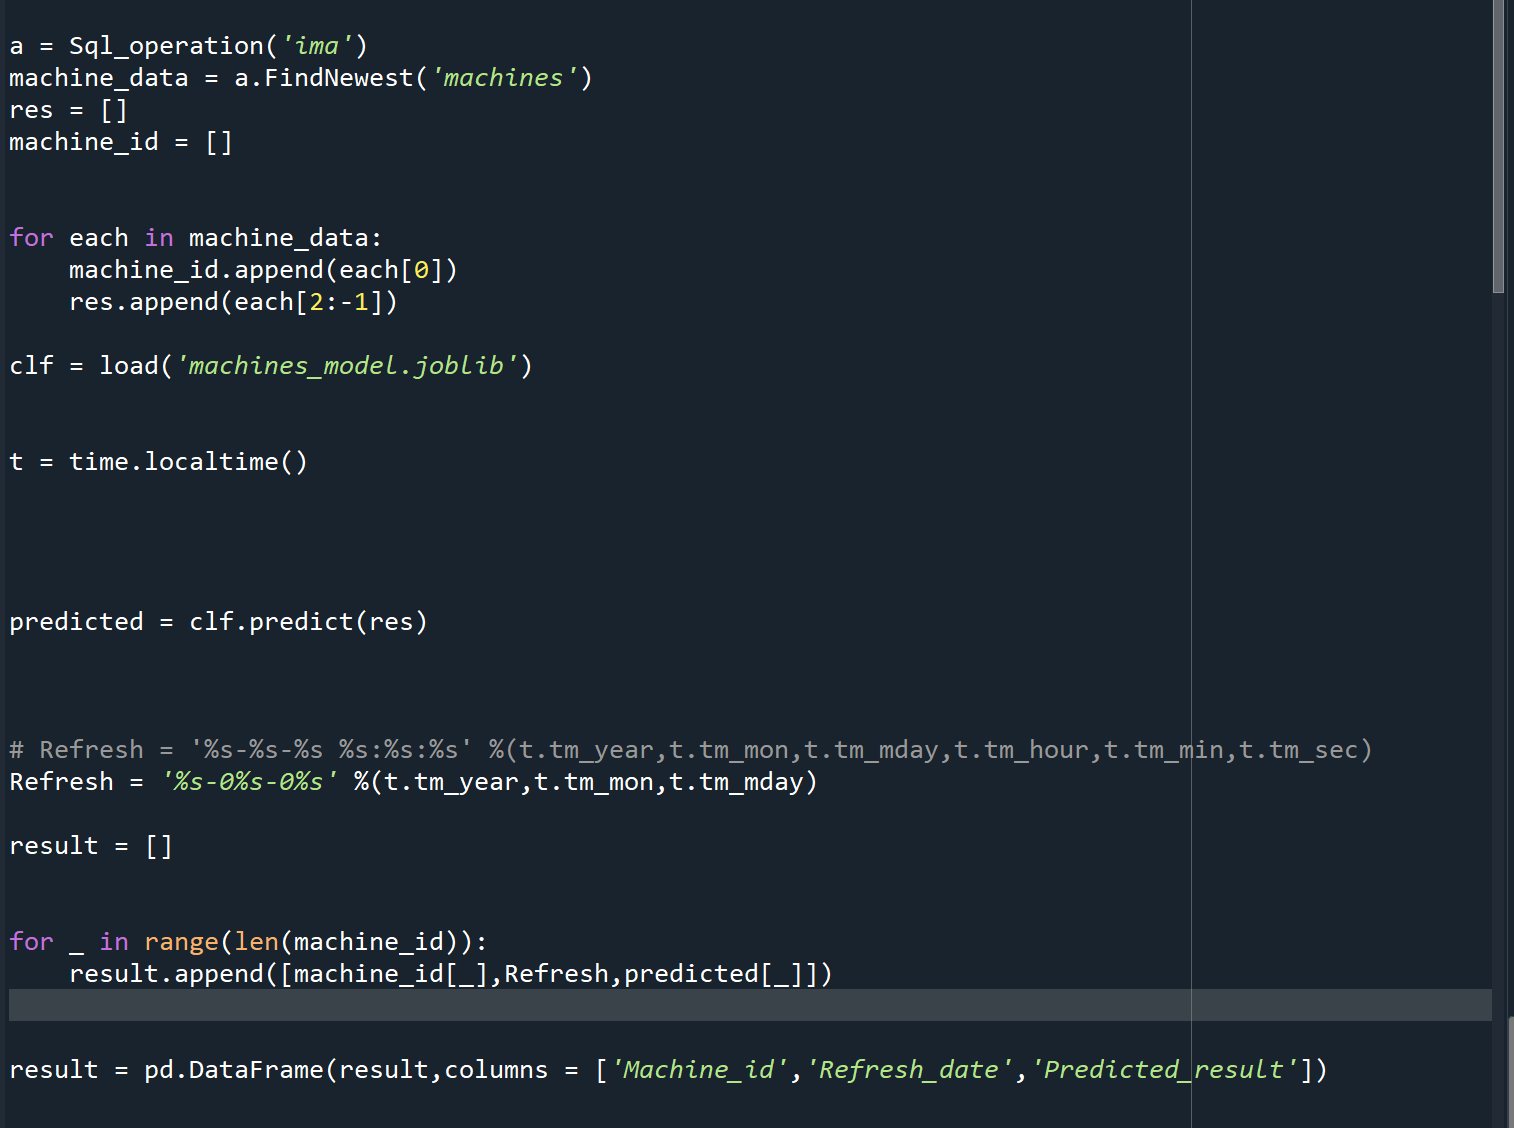 a = Sql_operation('ima')
machine_data = a.FindNewest('machines')
res = []
machine_id = []
for each in machine_data:
    machine_id.append(each[0])
    res.append(each[2:-1])
clf = load('machines_model.joblib')
t = time.localtime()
predicted = clf.predict(res)
# Refresh = '%s-%s-%s %s:%s:%s' %(t.tm_year,t.tm_mon,t.tm_mday,t.tm_hour,t.tm_min,t.tm_sec)
Refresh = '%s-0%s-0%s' %(t.tm_year,t.tm_mon,t.tm_mday)
result = []
for _ in range(len(machine_id)):
    result.append([machine_id[_],Refresh,predicted[_]])
result = pd.DataFrame(result,columns = ['Machine_id','Refresh_date','Predicted_result'])